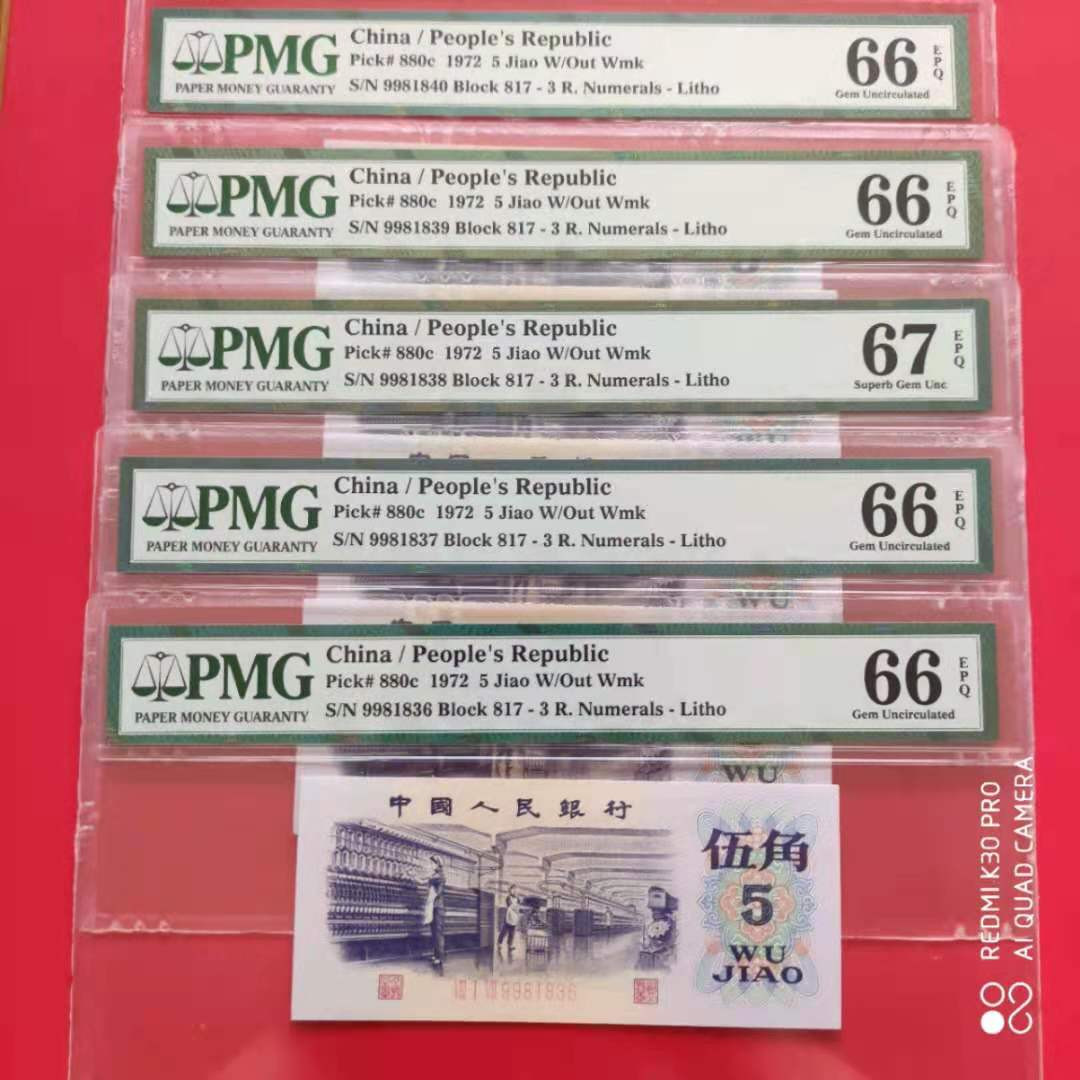 PMG
PAPER MONEY GUARANTY
China / People's Republic
Pick# 880c 1972 5 Jiao W/Out Wmk
S/N 9981840 Block 817 - 3 R. Numerals - Litho
66
EPQ
Gem Uncirculated
PMG
PAPER MONEY GUARANTY
China / People's Republic
Pick# 880c 1972 5 Jiao W/Out Wmk
S/N 9981839 Block 817 - 3 R. Numerals - Litho
66
EPQ
Gem Uncirculated
PMG
PAPER MONEY GUARANTY
China / People's Republic
Pick# 880c 1972 5 Jiao W/Out Wmk
S/N 9981838 Block 817 - 3 R. Numerals - Litho
67
EPQ
Superb Gem Unc
PMG
PAPER MONEY GUARANTY
China / People's Republic
Pick# 880c 1972 5 Jiao W/Out Wmk
S/N 9981837 Block 817 - 3 R. Numerals - Litho
66
EPQ
Gem Uncirculated
WU
PMG
PAPER MONEY GUARANTY
China / People's Republic
Pick# 880c 1972 5 Jiao W/Out Wmk
S/N 9981836 Block 817 - 3 R. Numerals - Litho
66
EPQ
Gem Uncirculated
WU
中國人民銀行
伍角
5
WU
JIAO
9981836
REDMI K30 PRO
AI QUAD CAMERA